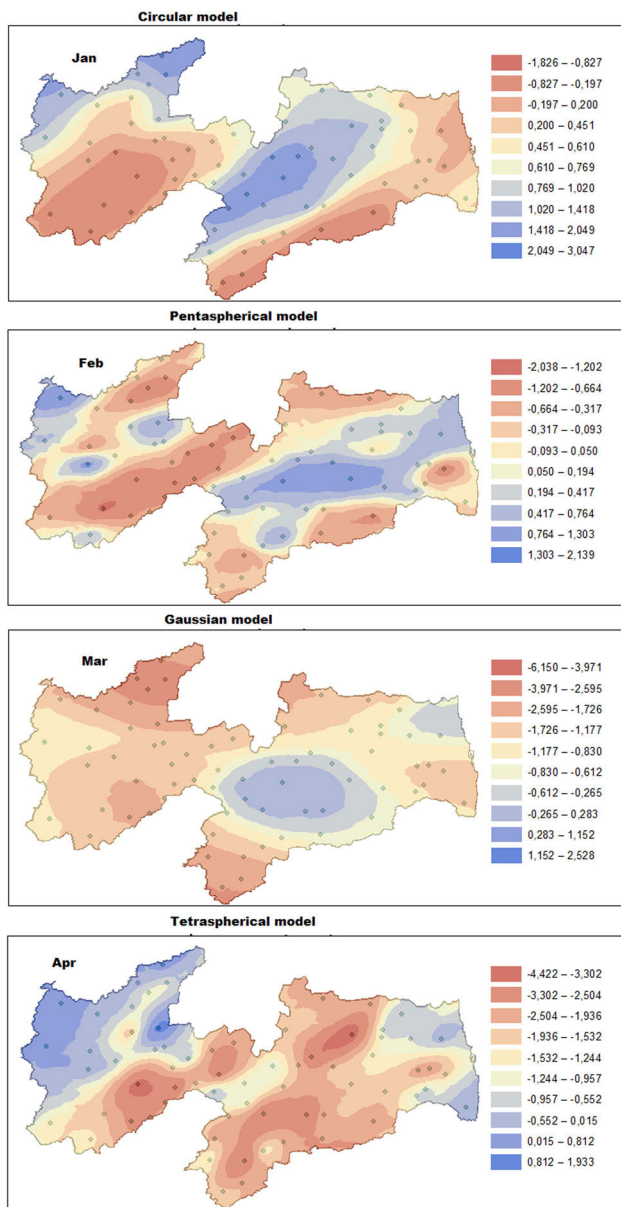 Circular model
Jan
-1,826 – -0,827
-0,827 – -0,197
-0,197 – 0,200
0,200 – 0,451
0,451 – 0,610
0,610 – 0,769
0,769 – 1,020
1,020 – 1,418
1,418 – 2,049
2,049 – 3,047
Pentaspherical model
Feb
-2,038 – -1,202
-1,202 – -0,664
-0,664 – -0,317
-0,317 – -0,093
-0,093 – 0,050
0,050 – 0,194
0,194 – 0,417
0,417 – 0,764
0,764 – 1,303
1,303 – 2,139
Gaussian model
Mar
-6,150 – -3,971
-3,971 – -2,595
-2,595 – -1,726
-1,726 – -1,177
-1,177 – -0,830
-0,830 – -0,612
-0,612 – -0,265
-0,265 – 0,283
0,283 – 1,152
1,152 – 2,528
Tetraspherical model
Apr
-4,422 – -3,302
-3,302 – -2,504
-2,504 – -1,936
-1,936 – -1,532
-1,532 – -1,244
-1,244 – -0,957
-0,957 – -0,552
-0,552 – 0,015
0,015 – 0,812
0,812 – 1,933